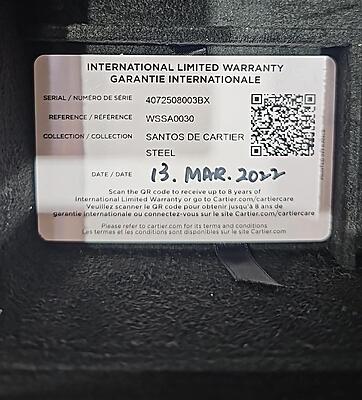 INTERNATIONAL LIMITED WARRANTY
GARANTIE INTERNATIONALE
SERIAL / NUMÉRO DE SÉRIE 4072508003BX
REFERENCE / RÉFÉRENCE WSSA0030
COLLECTION / COLLECTION SANTOS DE CARTIER
STEEL
DATE / DATE 13. MAR. 2022
Scan the QR code to receive up to 8 years of
International Limited Warranty or go to Cartier.com/cartiercare
Veuillez scanner le QR code pour obtenir jusqu'à 8 ans de
garantie internationale ou connectez-vous sur le site Cartier.com/cartiercare
Please refer to cartier.com for its terms and conditions
Les termes et les conditions sont disponibles sur le site Cartier.com